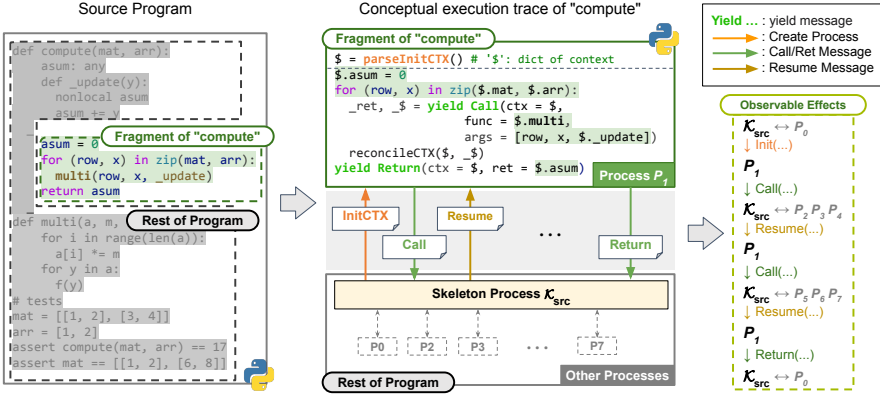 Source Program
def compute(mat, arr):
asum: any
def _update(y):
nonlocal asum
asum += y
Fragment of "compute"
asum = 0
for (row, x) in zip(mat, arr):
multi(row, x, _update)
return asum
Rest of Program
def multi(a, m,
for i in range(len(a)):
a[i] *= m
for y in a:
f(y)
# tests
mat = [[1, 2], [3, 4]]
arr = [1, 2]
assert compute(mat, arr) == 17
assert mat == [[1, 2], [6, 8]]
Conceptual execution trace of "compute"
Fragment of "compute"
$ = parseInitCTX() # '$': dict of context
$.asum = 0
for (row, x) in zip($.mat, $.arr):
_ret, _$ = yield Call(ctx = $,
func = $.multi,
args = [row, x, $._update])
reconcileCTX($, _$)
yield Return(ctx = $, ret = $.asum)
Process P1
InitCTX
Resume
Call
...
Return
Skeleton Process Ksrc
P0
P2
P3
...
P7
Rest of Program
Other Processes
Yield ... : yield message
: Create Process
: Call/Ret Message
: Resume Message
Observable Effects
Ksrc ↔ P0
↓ Init(...)
P1
↓ Call(...)
Ksrc ↔ P2 P3 P4
↓ Resume(...)
P1
↓ Call(...)
Ksrc ↔ P5 P6 P7
↓ Resume(...)
P1
↓ Return(...)
Ksrc ↔ P0